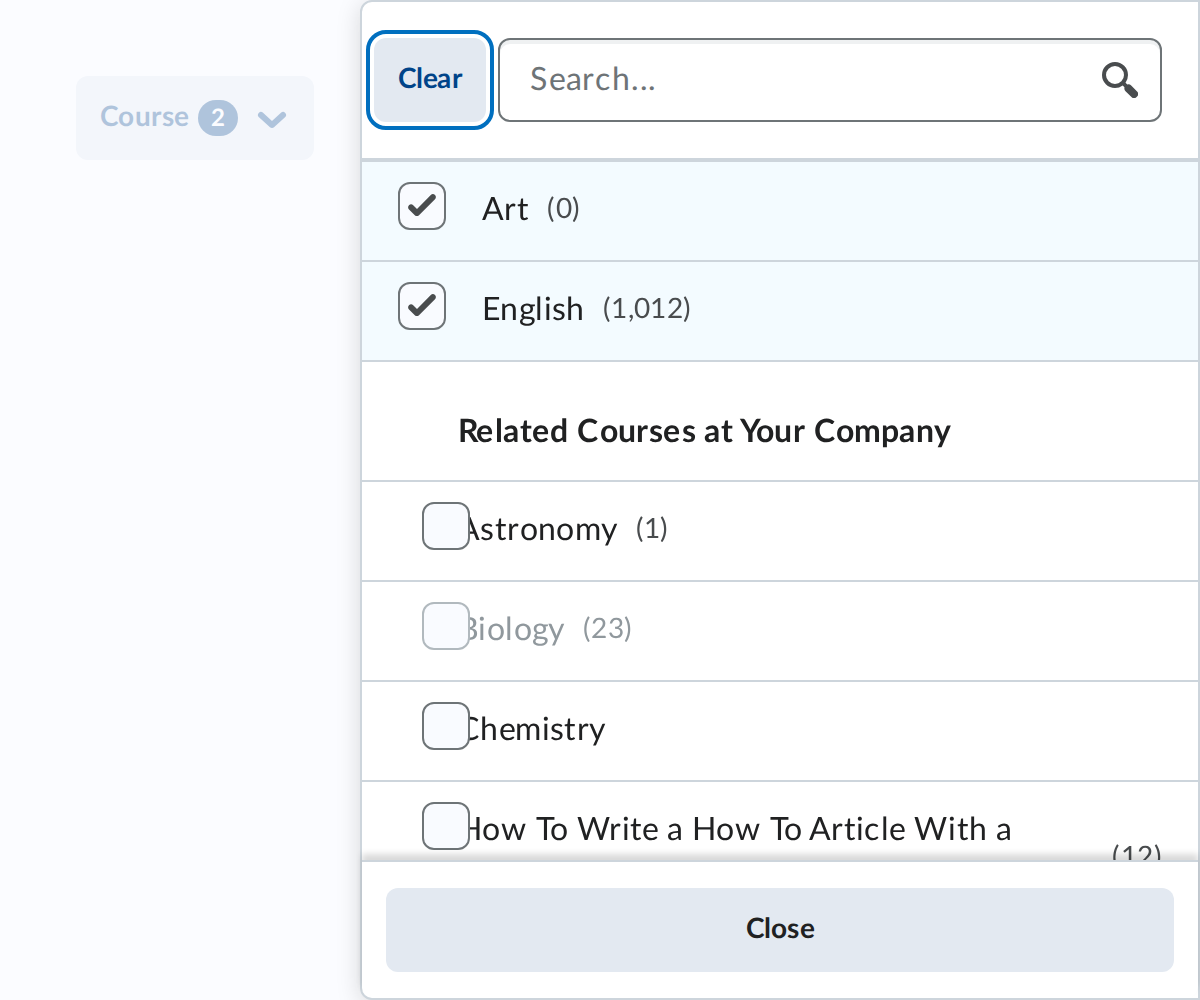 Course 2
Clear
Search...
Art (0)
English (1,012)
Related Courses at Your Company
Astronomy (1)
Biology (23)
Chemistry
How To Write a How To Article With a
(12)
Close